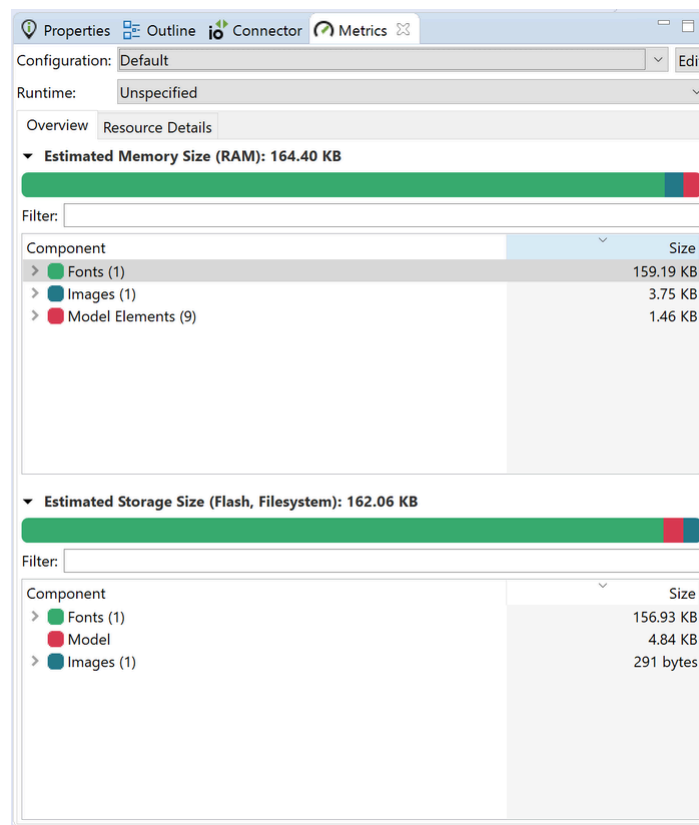 Properties Outline Connector Metrics
Configuration: Default Edi
Runtime: Unspecified
Overview Resource Details
Estimated Memory Size (RAM): 164.40 KB
Filter:
Component Size
Fonts (1) 159.19 KB
Images (1) 3.75 KB
Model Elements (9) 1.46 KB
Estimated Storage Size (Flash, Filesystem): 162.06 KB
Filter:
Component Size
Fonts (1) 156.93 KB
Model 4.84 KB
Images (1) 291 bytes